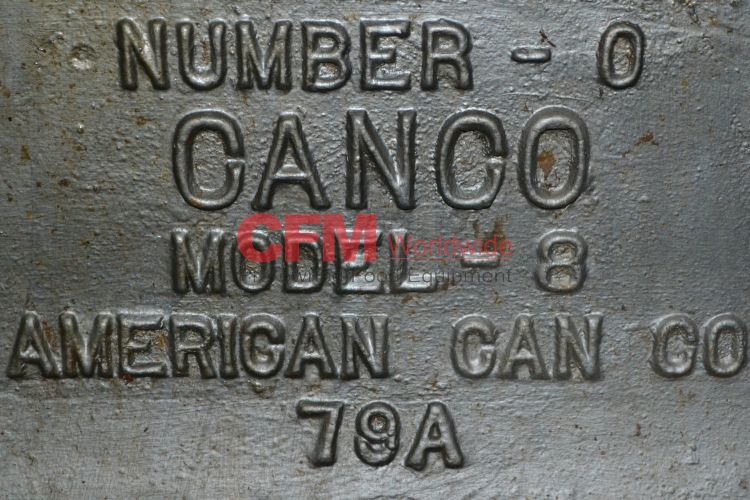 NUMBER - 0
CANCO
CFM Worldwide
MODEL - 8
AMERICAN CAN CO
79A